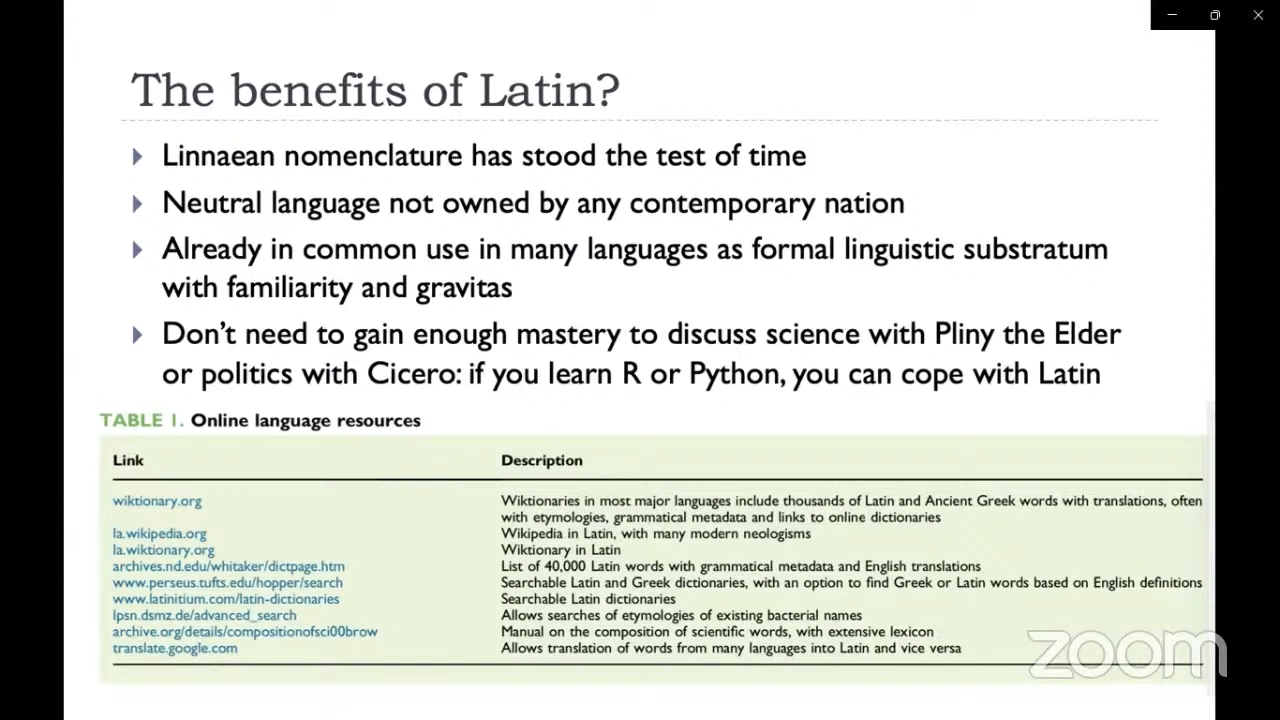 The benefits of Latin?
Linnaean nomenclature has stood the test of time
Neutral language not owned by any contemporary nation
Already in common use in many languages as formal linguistic substratum
with familiarity and gravitas
Don't need to gain enough mastery to discuss science with Pliny the Elder
or politics with Cicero: if you learn R or Python, you can cope with Latin
TABLE 1. Online language resources
Link Description
wiktionary.org Wiktionaries in most major languages include thousands of Latin and Ancient Greek words with translations, often
with etymologies, grammatical metadata and links to online dictionaries
la.wikipedia.org Wikipedia in Latin, with many modern neologisms
la.wiktionary.org Wiktionary in Latin
archives.nd.edu/whitaker/dictpage.htm List of 40,000 Latin words with grammatical metadata and English translations
www.perseus.tufts.edu/hopper/search Searchable Latin and Greek dictionaries, with an option to find Greek or Latin words based on English definitions
www.latinitium.com/latin-dictionaries Searchable Latin dictionaries
lpsn.dsmz.de/advanced_search Allows searches of etymologies of existing bacterial names
archive.org/details/compositionofsci00brow Manual on the composition of scientific words, with extensive lexicon
translate.google.com Allows translation of words from many languages into Latin and vice versa
zoom